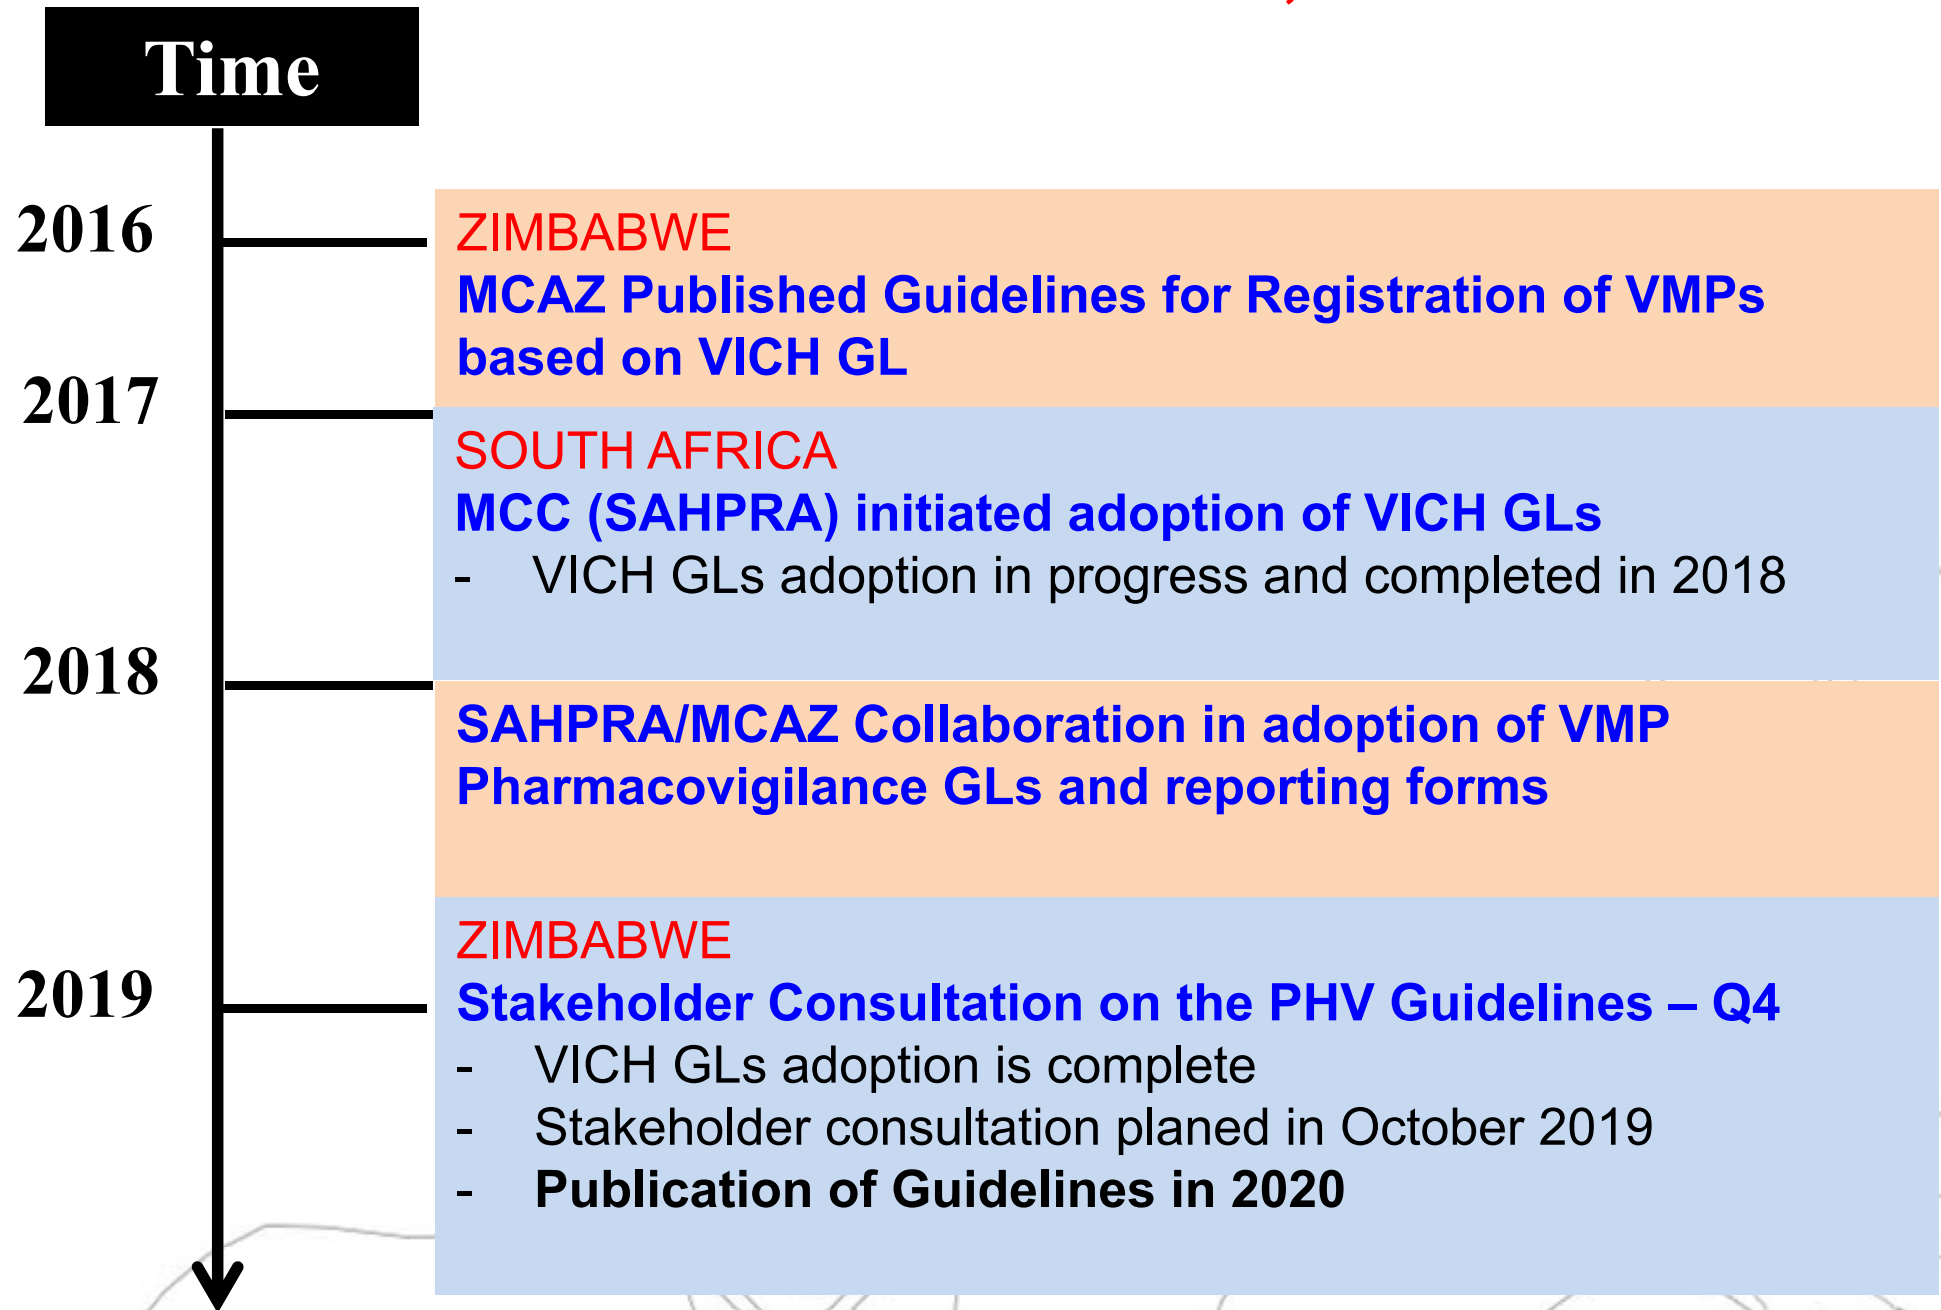 Time
2016
ZIMBABWE
MCAZ Published Guidelines for Registration of VMPs
based on VICH GL
2017
SOUTH AFRICA
MCC (SAHPRA) initiated adoption of VICH GLs
- VICH GLs adoption in progress and completed in 2018
2018
SAHPRA/MCAZ Collaboration in adoption of VMP
Pharmacovigilance GLs and reporting forms
ZIMBABWE
2019
Stakeholder Consultation on the PHV Guidelines – Q4
- VICH GLs adoption is complete
- Stakeholder consultation planed in October 2019
- Publication of Guidelines in 2020